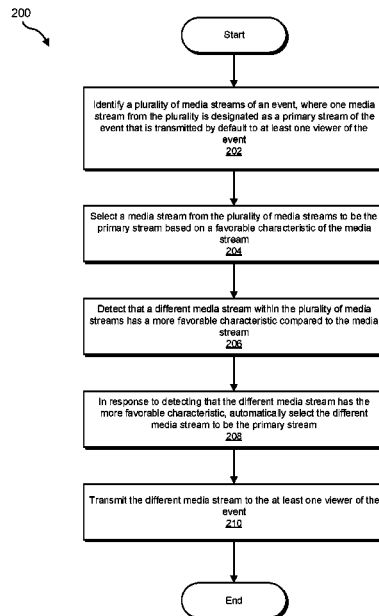 200
Start
Identify a plurality of media streams of an event, where one media
stream from the plurality is designated as a primary stream of the
event that is transmitted by default to at least one viewer of the
event
202
Select a media stream from the plurality of media streams to be the
primary stream based on a favorable characteristic of the media
stream
204
Detect that a different media stream within the plurality of media
streams has a more favorable characteristic compared to the media
stream
206
In response to detecting that the different media stream has the
more favorable characteristic, automatically select the different
media stream to be the primary stream
208
Transmit the different media stream to the at least one viewer of the
event
210
End